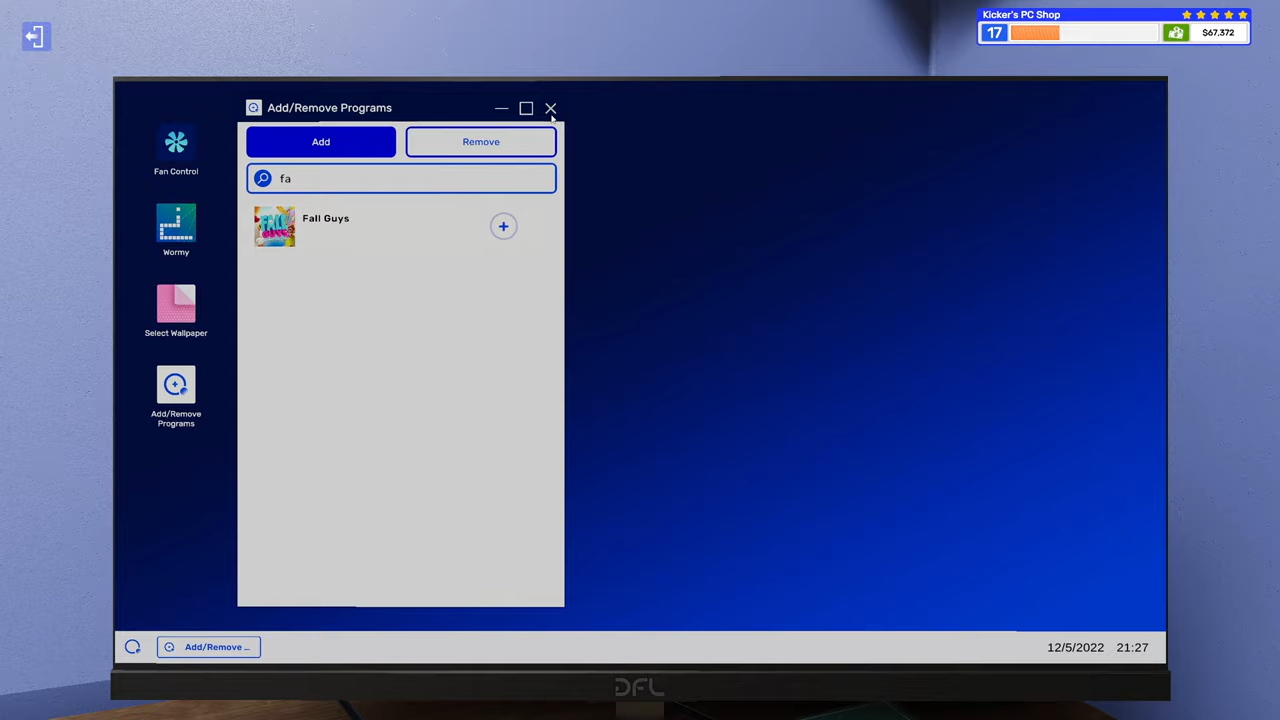 Kicker's PC Shop
17
$67.372
Add/Remove Programs
Add
Remove
fa
Fall Guys
Fan Control
Wormy
Select Wallpaper
Add/Remove
Programs
Add/Remove ...
12/5/2022 21:27
DFL